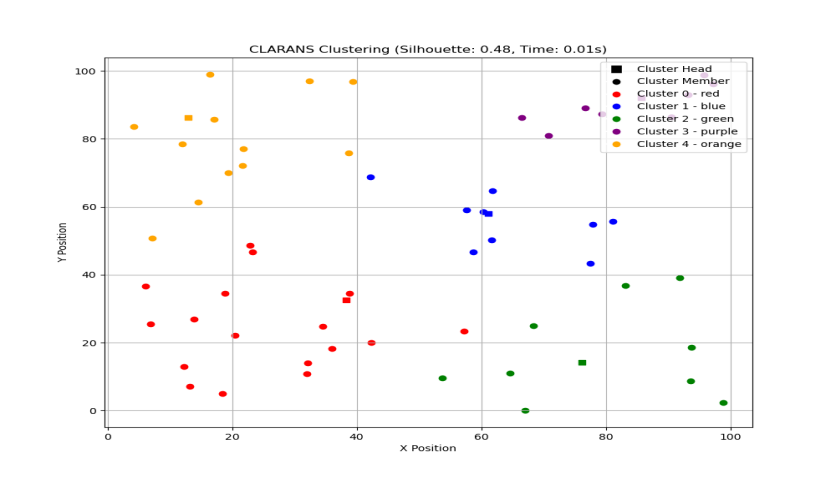 CLARANS Clustering (Silhouette: 0.48, Time: 0.01s)
Cluster Head
Cluster Member
Cluster 0 - red
Cluster 1 - blue
Cluster 2 - green
Cluster 3 - purple
Cluster 4 - orange
Y Position
100
80
60
40
20
0
0 20 40 60 80 100
X Position